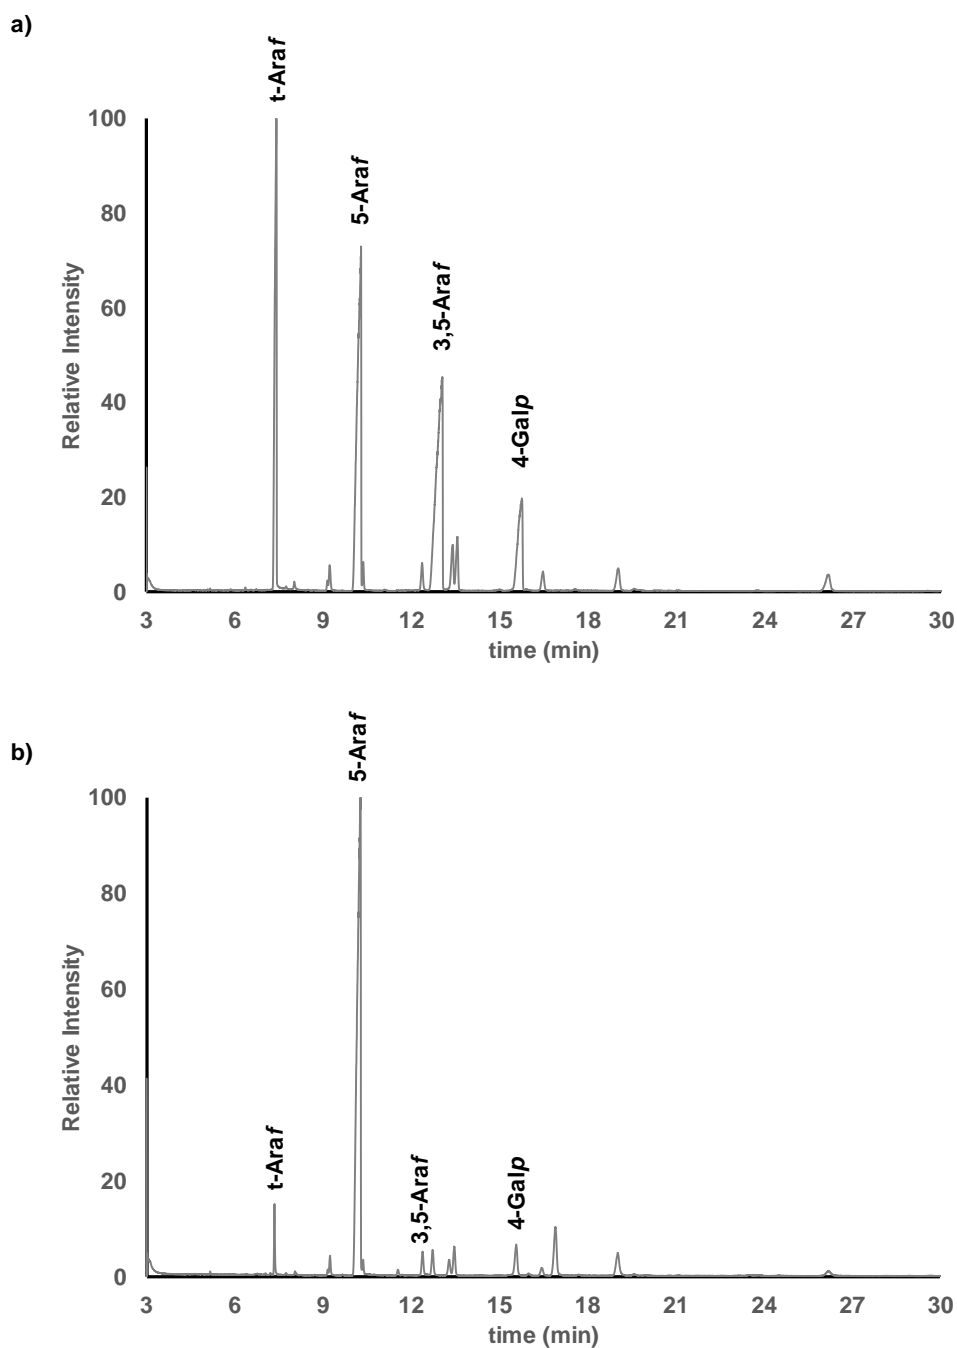 a)
t-Araf
5-Araf
3,5-Araf
4-Galp
Relative Intensity
100
80
60
40
20
0
3 6 9 12 15 18 21 24 27 30
time (min)
b)
5-Araf
t-Araf
3,5-Araf
4-Galp
Relative Intensity
100
80
60
40
20
0
3 6 9 12 15 18 21 24 27 30
time (min)